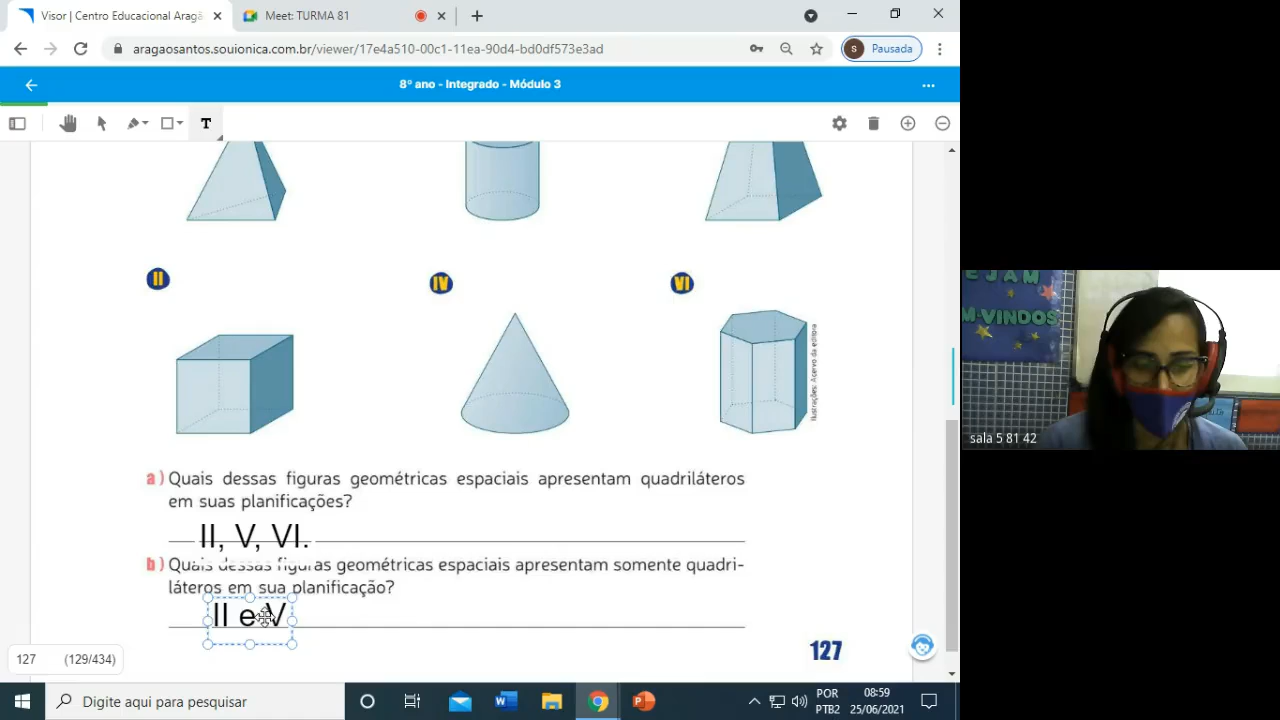 Visor | Centro Educacional Aragã
Meet: TURMA 81
aragaosantos.souionica.com.br/viewer/17e4a510-00c1-11ea-90d4-bd0df573e3ad
S
Pausada
8º ano - Integrado - Módulo 3
T
II
IV
VI
Ilustrações: Acervo da editora
a) Quais dessas figuras geométricas espaciais apresentam quadriláteros
em suas planificações?
II, V, VI.
b) Quais dessas figuras geométricas espaciais apresentam somente quadri-
láteros em sua planificação?
II e V
127
127 (129/434)
EJAM
M-VINDOS
sala 5 81 42
Digite aqui para pesquisar
POR
PTB2
08:59
25/06/2021